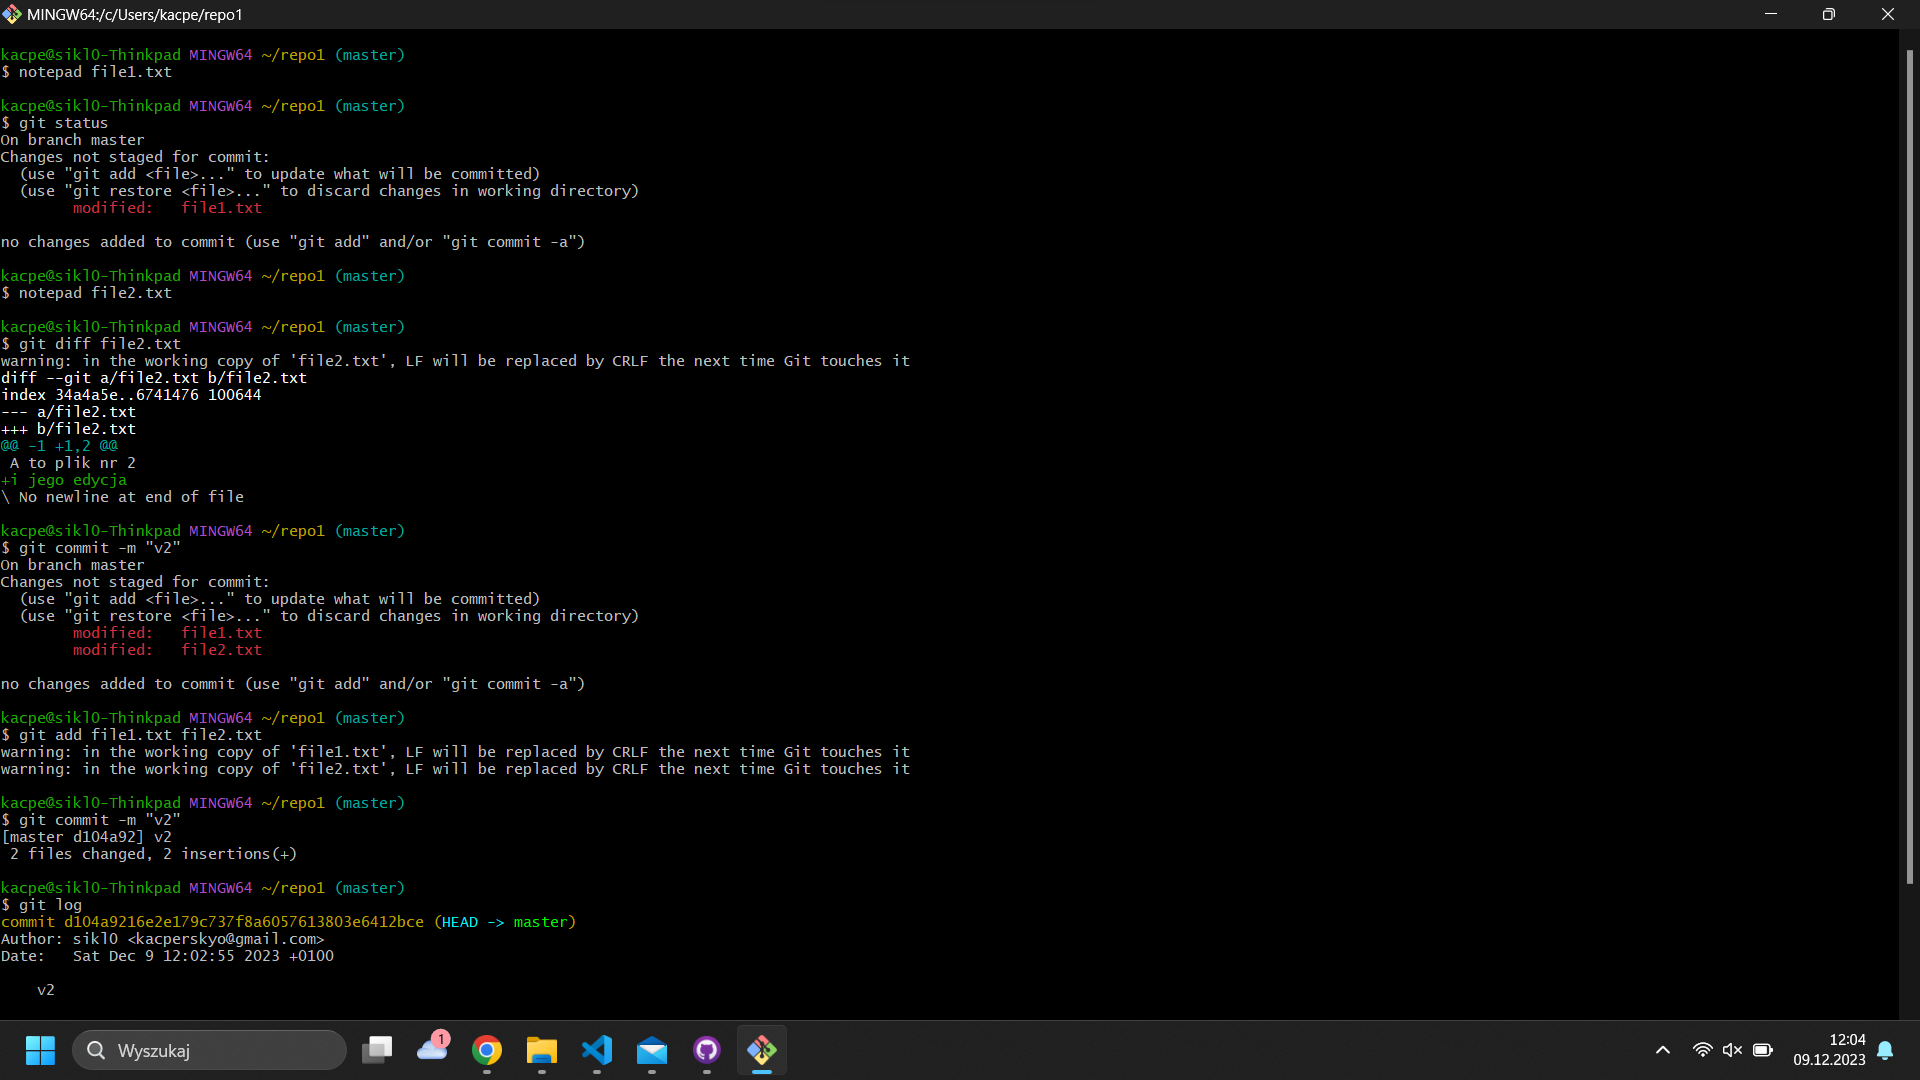 MINGW64:/c/Users/kacpe/repo1
kacpe@sikl0-Thinkpad MINGW64 ~/repo1 (master)
$ notepad file1.txt
kacpe@sikl0-Thinkpad MINGW64 ~/repo1 (master)
$ git status
On branch master
Changes not staged for commit:
  (use "git add <file>..." to update what will be committed)
  (use "git restore <file>..." to discard changes in working directory)
        modified:   file1.txt
no changes added to commit (use "git add" and/or "git commit -a")
kacpe@sikl0-Thinkpad MINGW64 ~/repo1 (master)
$ notepad file2.txt
kacpe@sikl0-Thinkpad MINGW64 ~/repo1 (master)
$ git diff file2.txt
warning: in the working copy of 'file2.txt', LF will be replaced by CRLF the next time Git touches it
diff --git a/file2.txt b/file2.txt
index 34a4a5e..6741476 100644
--- a/file2.txt
+++ b/file2.txt
@@ -1 +1,2 @@
 A to plik nr 2
+i jego edycja
\ No newline at end of file
kacpe@sikl0-Thinkpad MINGW64 ~/repo1 (master)
$ git commit -m "v2"
On branch master
Changes not staged for commit:
  (use "git add <file>..." to update what will be committed)
  (use "git restore <file>..." to discard changes in working directory)
        modified:   file1.txt
        modified:   file2.txt
no changes added to commit (use "git add" and/or "git commit -a")
kacpe@sikl0-Thinkpad MINGW64 ~/repo1 (master)
$ git add file1.txt file2.txt
warning: in the working copy of 'file1.txt', LF will be replaced by CRLF the next time Git touches it
warning: in the working copy of 'file2.txt', LF will be replaced by CRLF the next time Git touches it
kacpe@sikl0-Thinkpad MINGW64 ~/repo1 (master)
$ git commit -m "v2"
[master d104a92] v2
 2 files changed, 2 insertions(+)
kacpe@sikl0-Thinkpad MINGW64 ~/repo1 (master)
$ git log
commit d104a9216e2e179c737f8a6057613803e6412bce (HEAD -> master)
Author: sikl0 <kacperskyo@gmail.com>
Date:   Sat Dec 9 12:02:55 2023 +0100
    v2
Wyszukaj
1
12:04
09.12.2023